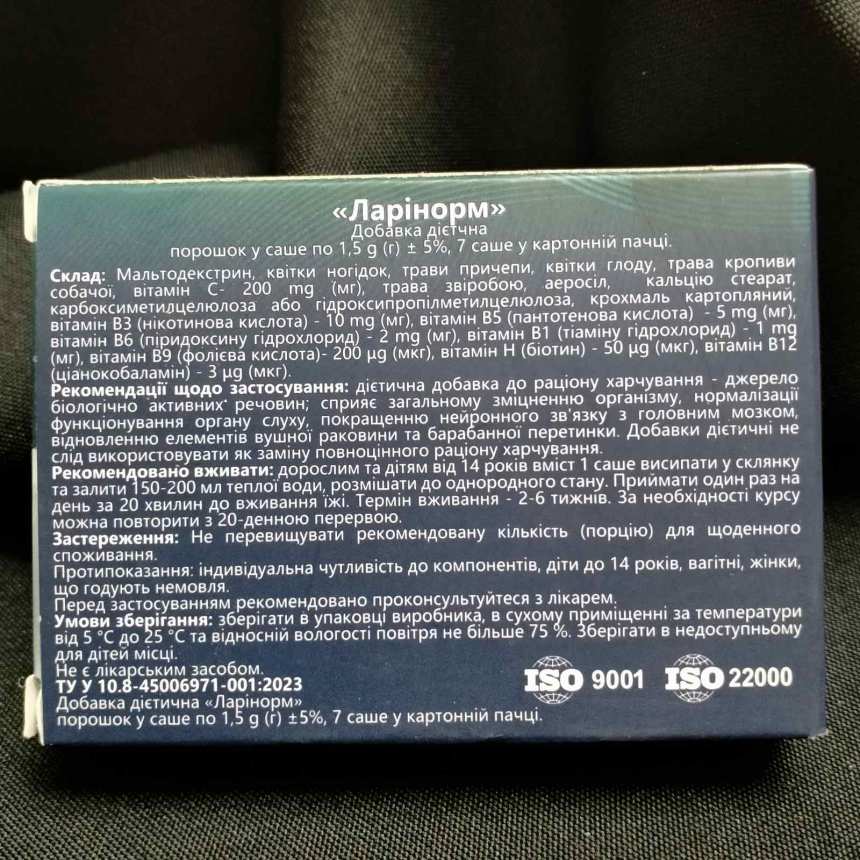 «Ларінорм»
Добавка дієтчна
порошок у саше по 1,5 g (г) ± 5%, 7 саше у картонній пачці.
Склад: Мальтодекстрин, квітки ногідок, трави причепи, квітки глоду, трава кропиви
собачої, вітамін С- 200 mg (мг), трава звіробою, аеросіл, кальцію стеарат,
карбоксиметилцелюлоза або гідроксипропілметилцелюлоза, крохмаль картопляний,
вітамін В3 (нікотинова кислота) - 10 mg (мг), вітамін В5 (пантотенова кислота) - 5 mg (мг),
вітамін В6 (піридоксину гідрохлорид) - 2 mg (мг), вітамін В1 (тіаміну гідрохлорид) - 1 mg
(мг), вітамін В9 (фолієва кислота)- 200 µg (мкг), вітамін Н (біотин) - 50 µg (мкг), вітамін В12
(ціанокобаламін) - 3 µg (мкг).
Рекомендації щодо застосування: дієтична добавка до раціону харчування - джерело
біологічно активних речовин; сприяє загальному зміцненню організму, нормалізації
функціонування органу слуху, покращенню нейронного зв'язку з головним мозком,
відновленню елементів вушної раковини та барабанної перетинки. Добавки дієтичні не
слід використовувати як заміну повноцінного раціону харчування.
Рекомендовано вживати: дорослим та дітям від 14 років вміст 1 саше висипати у склянку
та залити 150-200 мл теплої води, розмішати до однородного стану. Приймати один раз на
день за 20 хвилин до вживання їжі. Термін вживання - 2-6 тижнів. За необхідності курсу
можна повторити з 20-денною перервою.
Застереження: Не перевищувати рекомендовану кількість (порцію) для щоденного
споживання.
Протипоказання: індивідуальна чутливість до компонентів, діти до 14 років, вагітні, жінки,
що годують немовля.
Перед застосуванням рекомендовано проконсультуйтеся з лікарем.
Умови зберігання: зберігати в упаковці виробника, в сухому приміщенні за температури
від 5 °C до 25 °C та відносній вологості повітря не більше 75 %. Зберігати в недоступному
для дітей місці.
Не є лікарським засобом.
ТУ У 10.8-45006971-001:2023
Добавка дієтична «Ларінорм»
порошок у саше по 1,5 g (г) ±5%, 7 саше у картонній пачці.
ISO 9001 ISO 22000